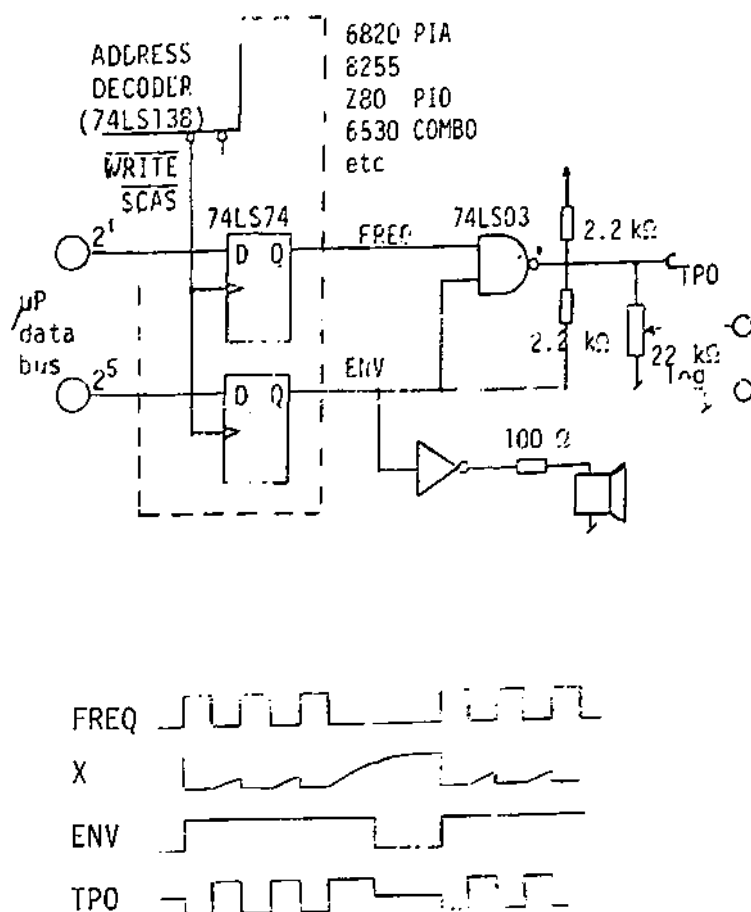 ADDRESS
DECODER
(74LS138)
WRITE
SCAS
6820 PIA
8255
Z80 PIO
6530 COMBO
etc
74LS74
FREQ
74LS03
2.2 kΩ
2¹
D Q
TPO
µP
data
bus
2.2 kΩ
22 kΩ
log
2⁵
D Q
ENV
100 Ω
FREQ
X
ENV
TPO